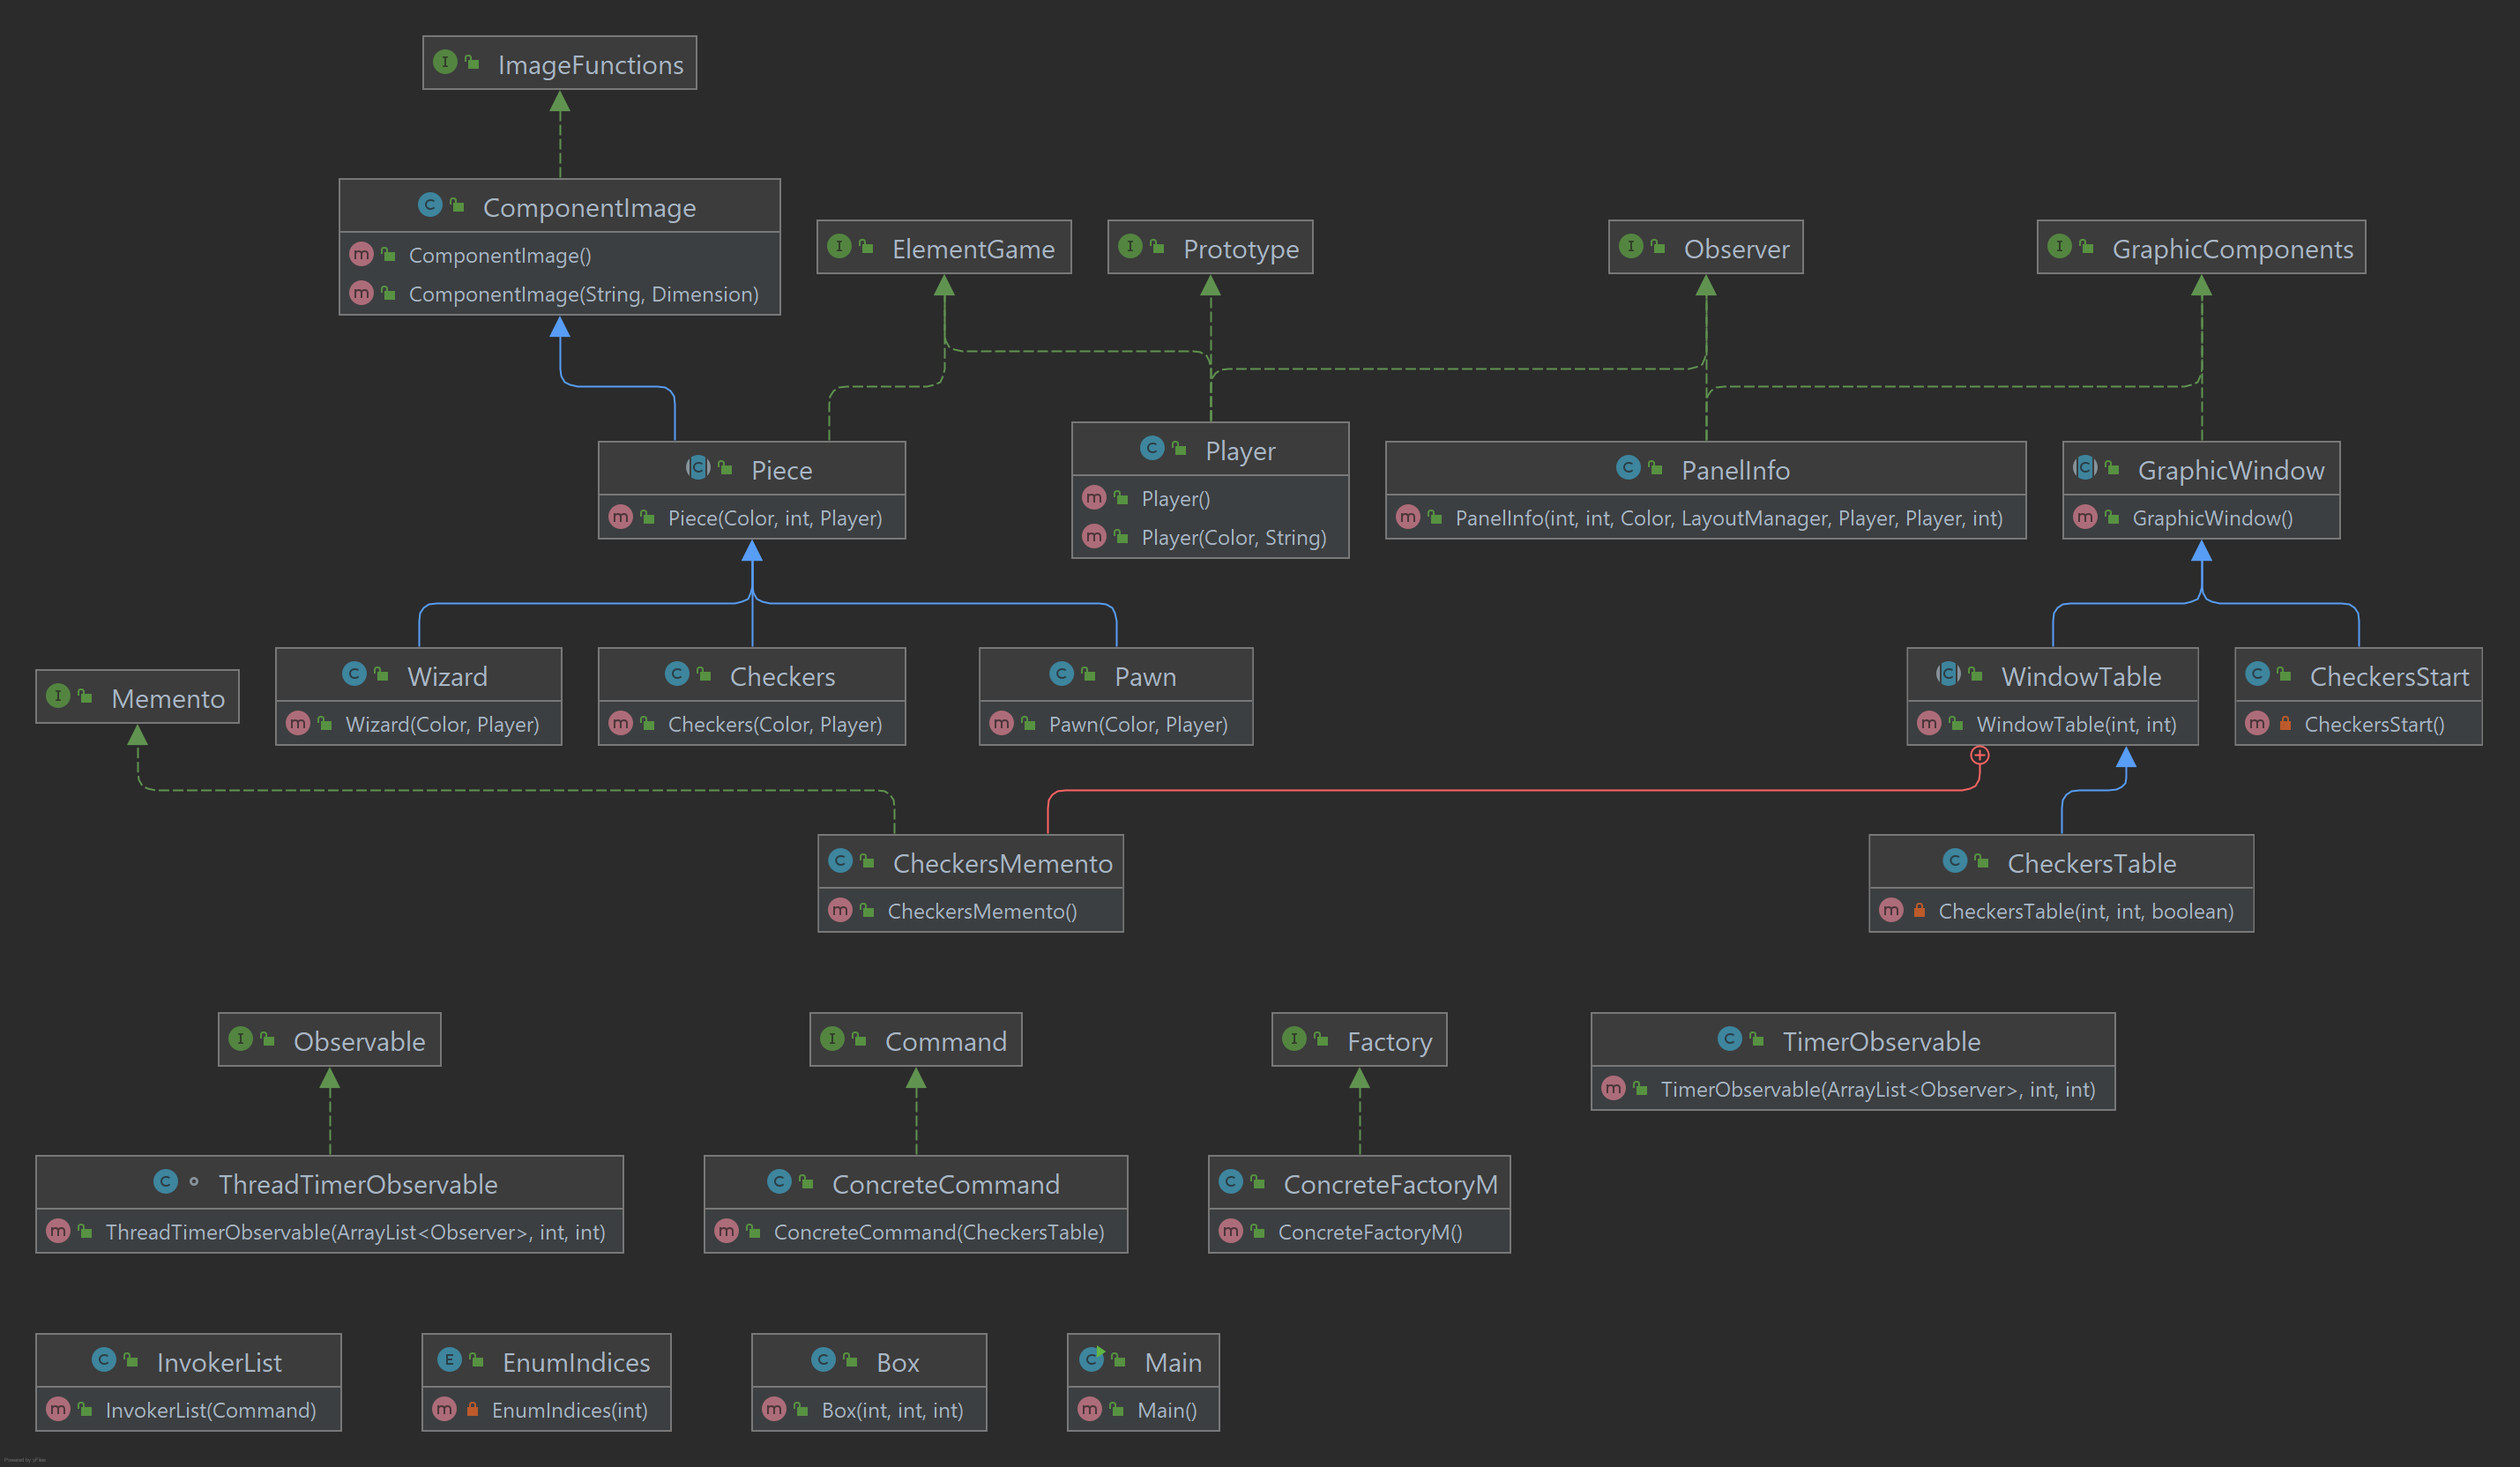 ImageFunctions
ComponentImage
ComponentImage()
ComponentImage(String, Dimension)
ElementGame
Prototype
Observer
GraphicComponents
Piece
Piece(Color, int, Player)
Player
Player()
Player(Color, String)
PanelInfo
PanelInfo(int, int, Color, LayoutManager, Player, Player, int)
GraphicWindow
GraphicWindow()
Memento
Wizard
Wizard(Color, Player)
Checkers
Checkers(Color, Player)
Pawn
Pawn(Color, Player)
WindowTable
WindowTable(int, int)
CheckersStart
CheckersStart()
CheckersMemento
CheckersMemento()
CheckersTable
CheckersTable(int, int, boolean)
Observable
Command
Factory
TimerObservable
TimerObservable(ArrayList<Observer>, int, int)
ThreadTimerObservable
ThreadTimerObservable(ArrayList<Observer>, int, int)
ConcreteCommand
ConcreteCommand(CheckersTable)
ConcreteFactoryM
ConcreteFactoryM()
InvokerList
InvokerList(Command)
EnumIndices
EnumIndices(int)
Box
Box(int, int, int)
Main
Main()
Powered by yFiles